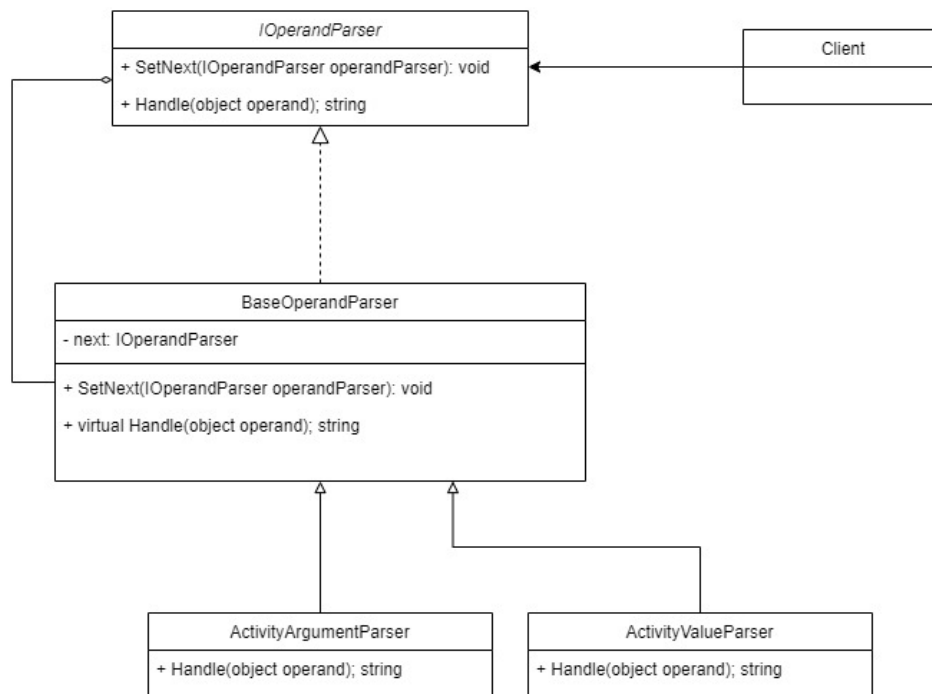 IOperandParser
+ SetNext(IOperandParser operandParser): void
+ Handle(object operand); string
Client
BaseOperandParser
- next: IOperandParser
+ SetNext(IOperandParser operandParser): void
+ virtual Handle(object operand); string
ActivityArgumentParser
+ Handle(object operand); string
ActivityValueParser
+ Handle(object operand); string